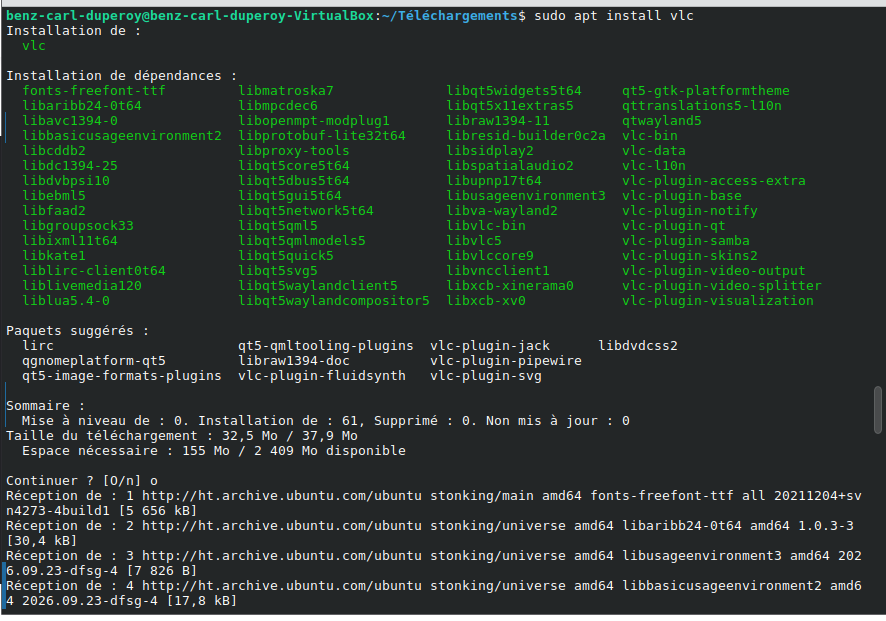 benz-carl-duperoy@benz-carl-duperoy-VirtualBox:~/Téléchargements$ sudo apt install vlc
Installation de :
  vlc

Installation de dépendances :
  fonts-freefont-ttf         libmatroska7              libqt5widgets5t64     qt5-gtk-platformtheme
  libaribb24-0t64            libmpcdec6                libqt5x11extras5      qttranslations5-l10n
  libavc1394-0               libopenmpt-modplug1       libraw1394-11         qtwayland5
  libbasicusageenvironment2  libprotobuf-lite32t64     libresid-builder0c2a  vlc-bin
  libcddb2                   libproxy-tools            libsidplay2           vlc-data
  libdc1394-25               libqt5core5t64            libspatialaudio2      vlc-l10n
  libdvbpsi10                libqt5dbus5t64            libupnp17t64          vlc-plugin-access-extra
  libebml5                   libqt5gui5t64             libusageenvironment3  vlc-plugin-base
  libfaad2                   libqt5network5t64         libva-wayland2        vlc-plugin-notify
  libgroupsock33             libqt5qml5                libvlc-bin            vlc-plugin-qt
  libixml11t64               libqt5qmlmodels5          libvlc5               vlc-plugin-samba
  libkate1                   libqt5quick5              libvlccore9           vlc-plugin-skins2
  liblirc-client0t64         libqt5svg5                libvncclient1         vlc-plugin-video-output
  liblivemedia120            libqt5waylandclient5      libxcb-xinerama0      vlc-plugin-video-splitter
  liblua5.4-0                libqt5waylandcompositor5  libxcb-xv0            vlc-plugin-visualization

Paquets suggérés :
  lirc                       qt5-qmltooling-plugins  vlc-plugin-jack      libdvdcss2
  qgnomeplatform-qt5         libraw1394-doc          vlc-plugin-pipewire
  qt5-image-formats-plugins  vlc-plugin-fluidsynth   vlc-plugin-svg

Sommaire :
  Mise à niveau de : 0. Installation de : 61, Supprimé : 0. Non mis à jour : 0
Taille du téléchargement : 32,5 Mo / 37,9 Mo
  Espace nécessaire : 155 Mo / 2 409 Mo disponible

Continuer ? [O/n] o
Réception de : 1 http://ht.archive.ubuntu.com/ubuntu stonking/main amd64 fonts-freefont-ttf all 20211204+sv
n4273-4build1 [5 656 kB]
Réception de : 2 http://ht.archive.ubuntu.com/ubuntu stonking/universe amd64 libaribb24-0t64 amd64 1.0.3-3
[30,4 kB]
Réception de : 3 http://ht.archive.ubuntu.com/ubuntu stonking/universe amd64 libusageenvironment3 amd64 202
6.09.23-dfsg-4 [7 826 B]
Réception de : 4 http://ht.archive.ubuntu.com/ubuntu stonking/universe amd64 libbasicusageenvironment2 amd6
4 2026.09.23-dfsg-4 [17,8 kB]